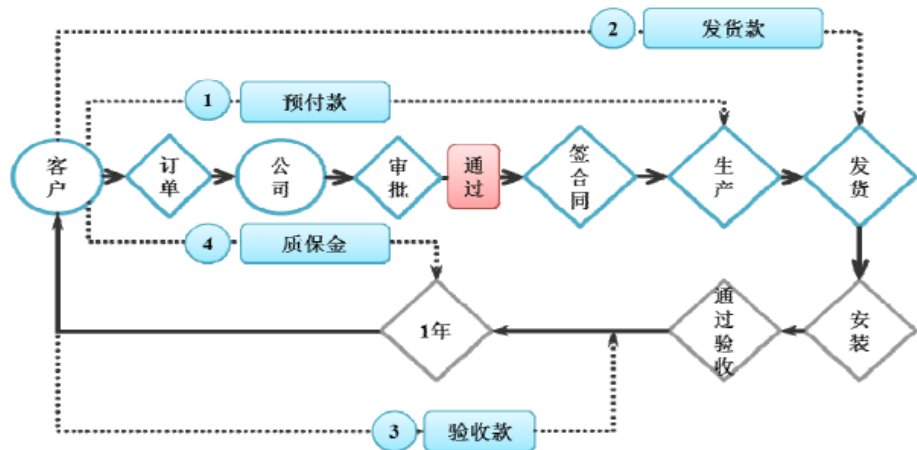 2 发货款
1 预付款
客户
订单
公司
审批
通过
签合同
生产
发货
4 质保金
1年
通过验收
安装
3 验收款